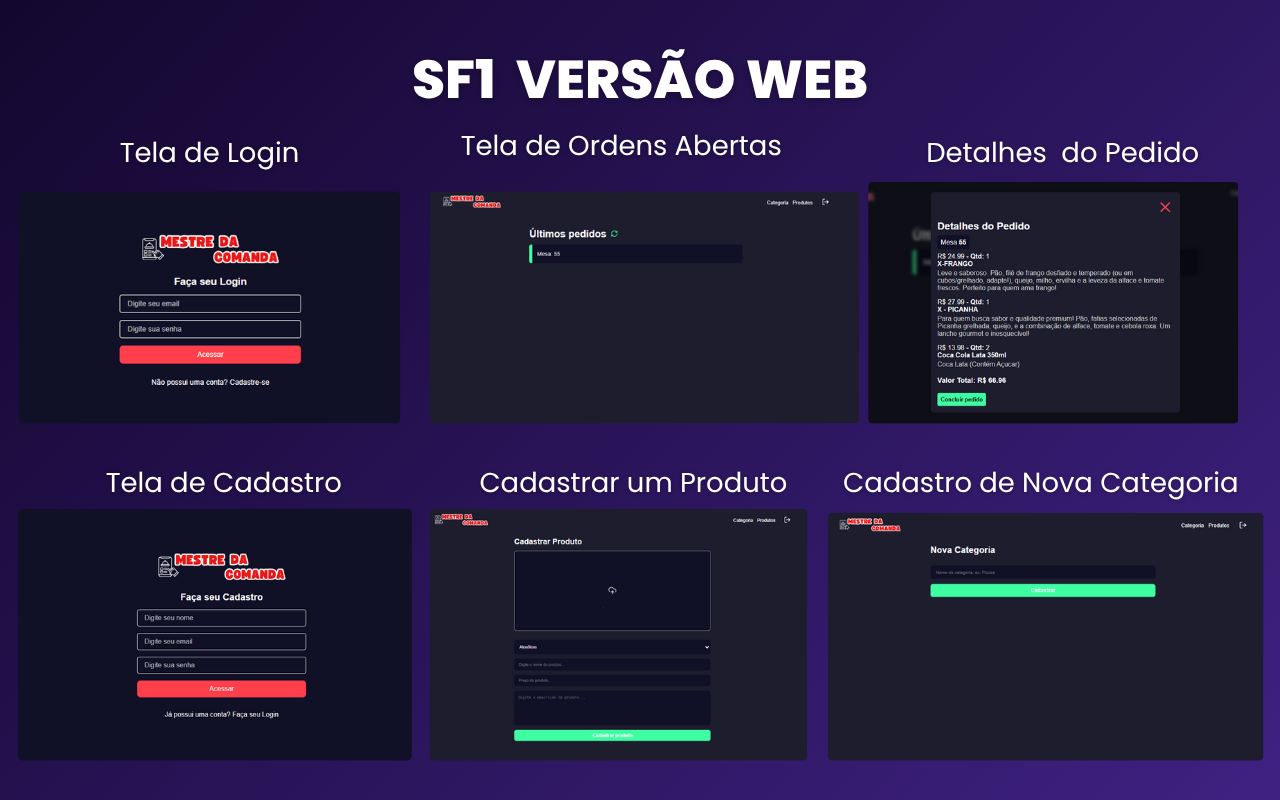 SF1 VERSÃO WEB
Tela de Login
Tela de Ordens Abertas
Detalhes do Pedido
MESTRE DA
COMANDA
Faça seu Login
Digite seu email
Digite sua senha
Acessar
Não possui uma conta? Cadastre-se
MESTRE DA
COMANDA
Categoria Produtos
Últimos pedidos
Mesa 55
Detalhes do Pedido
Mesa 55
R$ 24.99 - Qtd: 1
X-FRANGO
Leve e saboroso. Pão, filé de frango desfiado e temperado (ou em
cubos/grelhado, adapte!), queijo, milho, ervilha e a leveza da alface e tomate
frescos. Perfeito para quem ama frango!
R$ 27.99 - Qtd: 1
X - PICANHA
Para quem busca sabor e qualidade premium! Pão, fatias selecionadas de
Picanha grelhada, queijo, e a combinação de alface, tomate e cebola roxa. Um
lanche gourmet e inesquecível!
R$ 13.98 - Qtd: 2
Coca Cola Lata 350ml
Coca Lata (Contém Açucar)
Valor Total: R$ 66.96
Concluir pedido
Tela de Cadastro
Cadastrar um Produto
Cadastro de Nova Categoria
MESTRE DA
COMANDA
Faça seu Cadastro
Digite seu nome
Digite seu email
Digite sua senha
Acessar
Já possui uma conta? Faça seu Login
MESTRE DA
COMANDA
Categoria Produtos
Cadastrar Produto
Digite o nome do produto...
Preço do produto...
Digite a descrição do produto...
Cadastrar produto
MESTRE DA
COMANDA
Categoria Produtos
Nova Categoria
Nome da categoria, ex: Pizzas
Cadastrar